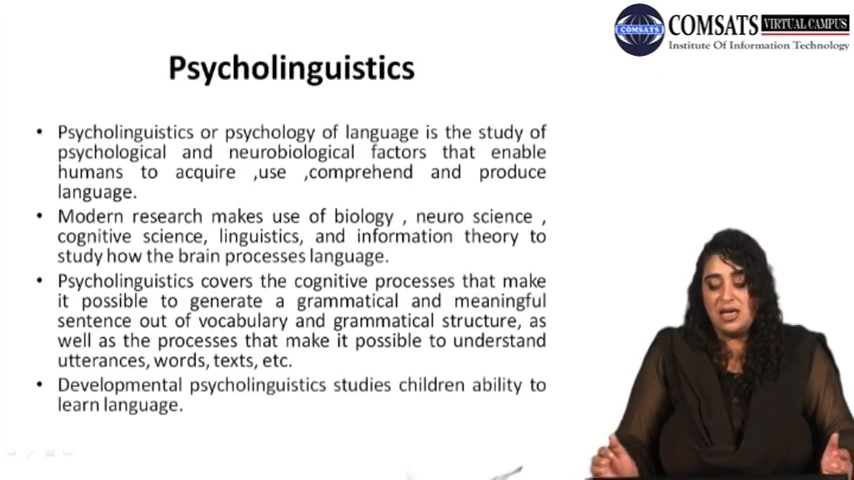 COMSATS VIRTUAL CAMPUS
COMSATS
Institute Of Information Technology
Psycholinguistics
• Psycholinguistics or psychology of language is the study of
psychological and neurobiological factors that enable
humans to acquire ,use ,comprehend and produce
language.
• Modern research makes use of biology , neuro science ,
cognitive science, linguistics, and information theory to
study how the brain processes language.
• Psycholinguistics covers the cognitive processes that make
it possible to generate a grammatical and meaningful
sentence out of vocabulary and grammatical structure, as
well as the processes that make it possible to understand
utterances, words, texts, etc.
• Developmental psycholinguistics studies children ability to
learn language.